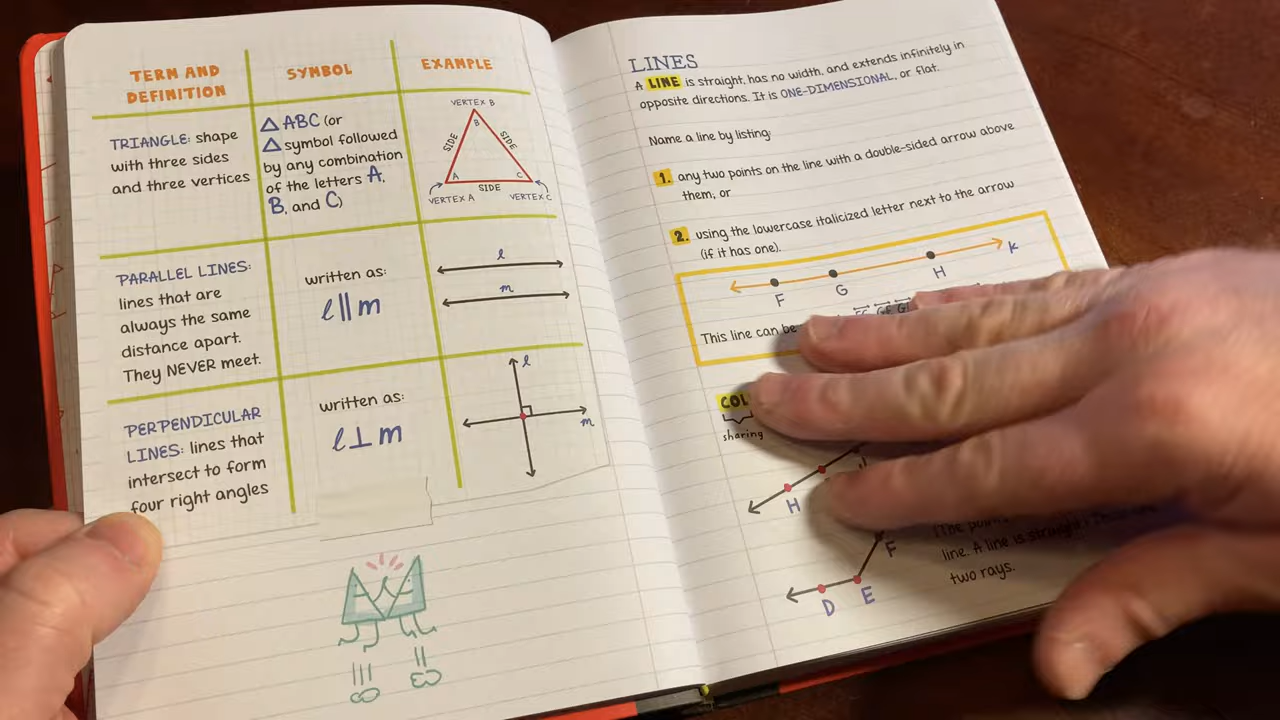 TERM AND
DEFINITION
SYMBOL
EXAMPLE
TRIANGLE: shape
with three sides
and three vertices
△ ABC (or
△ symbol followed
by any combination
of the letters A,
B, and C)
VERTEX B
B
SIDE
SIDE
A
C
SIDE
VERTEX A
VERTEX C
PARALLEL LINES:
lines that are
always the same
distance apart.
They NEVER meet.
written as:
ℓ || m
ℓ
m
PERPENDICULAR
LINES: lines that
intersect to form
four right angles
written as:
ℓ ⊥ m
ℓ
m
LINES
A LINE is straight, has no width, and extends infinitely in
opposite directions. It is ONE-DIMENSIONAL, or flat.
Name a line by listing:
1. any two points on the line with a double-sided arrow above
them, or
2. using the lowercase italicized letter next to the arrow
(if it has one).
F
G
H
k
This line can be
sharing
H
F
D
E
line. A line is
two rays.